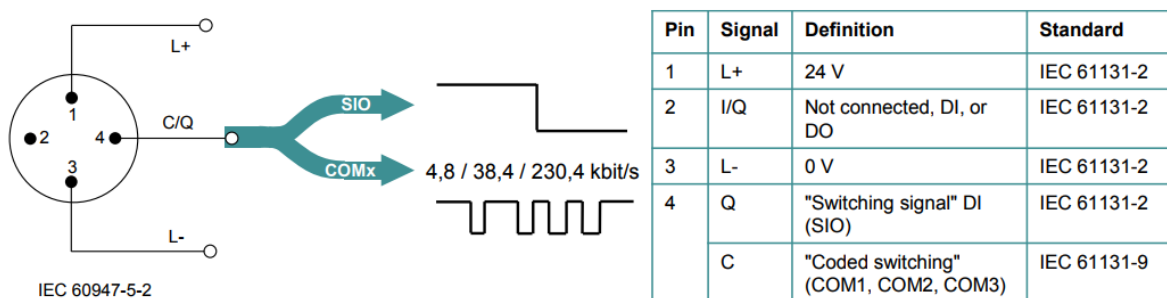 L+
1
2
C/Q
4
3
L-
IEC 60947-5-2
SIO
COMx
4,8 / 38,4 / 230,4 kbit/s
Pin Signal Definition Standard
1 L+ 24 V IEC 61131-2
2 I/Q Not connected, DI, or IEC 61131-2
DO
3 L- 0 V IEC 61131-2
4 Q "Switching signal" DI IEC 61131-2
(SIO)
C "Coded switching" IEC 61131-9
(COM1, COM2, COM3)